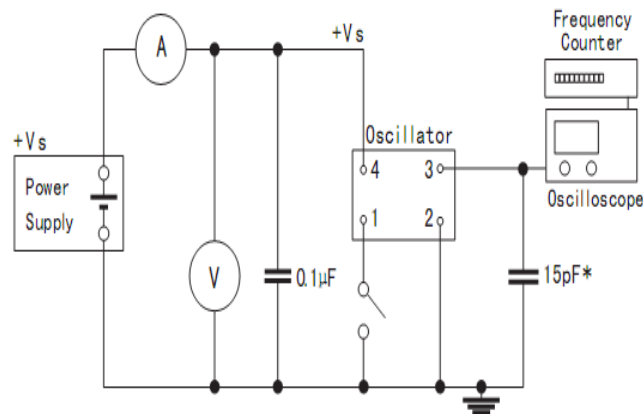 Frequency
Counter
A
+Vs
Oscillator
+Vs
4
3
Power
Supply
1
2
Oscilloscope
V
0.1μF
15pF*